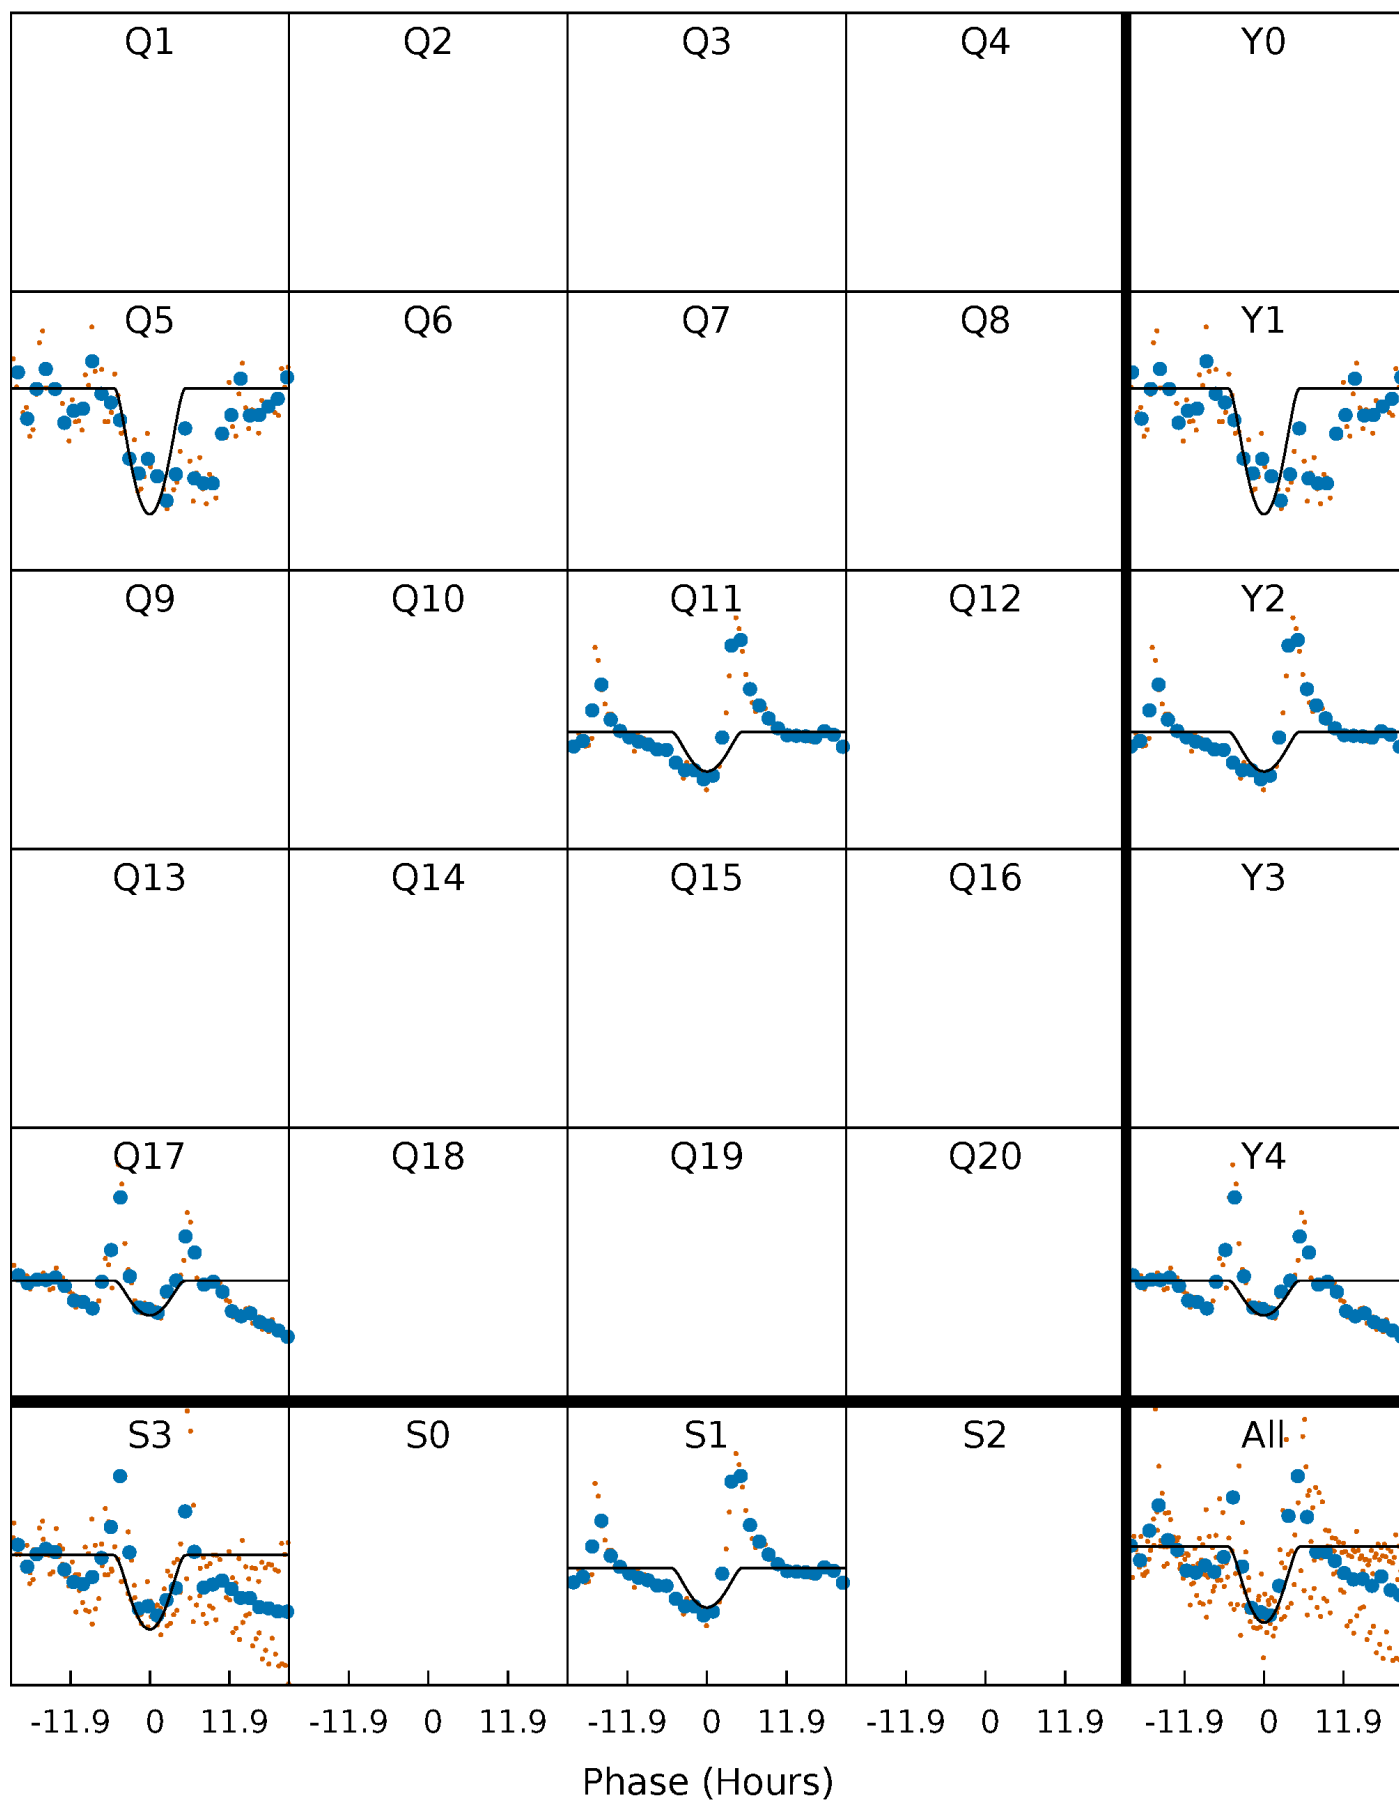 Q1 Q2 Q3 Q4 Y0
Q5 Q6 Q7 Q8 Y1
Q9 Q10 Q11 Q12 Y2
Q13 Q14 Q15 Q16 Y3
Q17 Q18 Q19 Q20 Y4
S3 S0 S1 S2 All
-11.9 0 11.9 -11.9 0 11.9 -11.9 0 11.9 -11.9 0 11.9 -11.9 0 11.9
Phase (Hours)